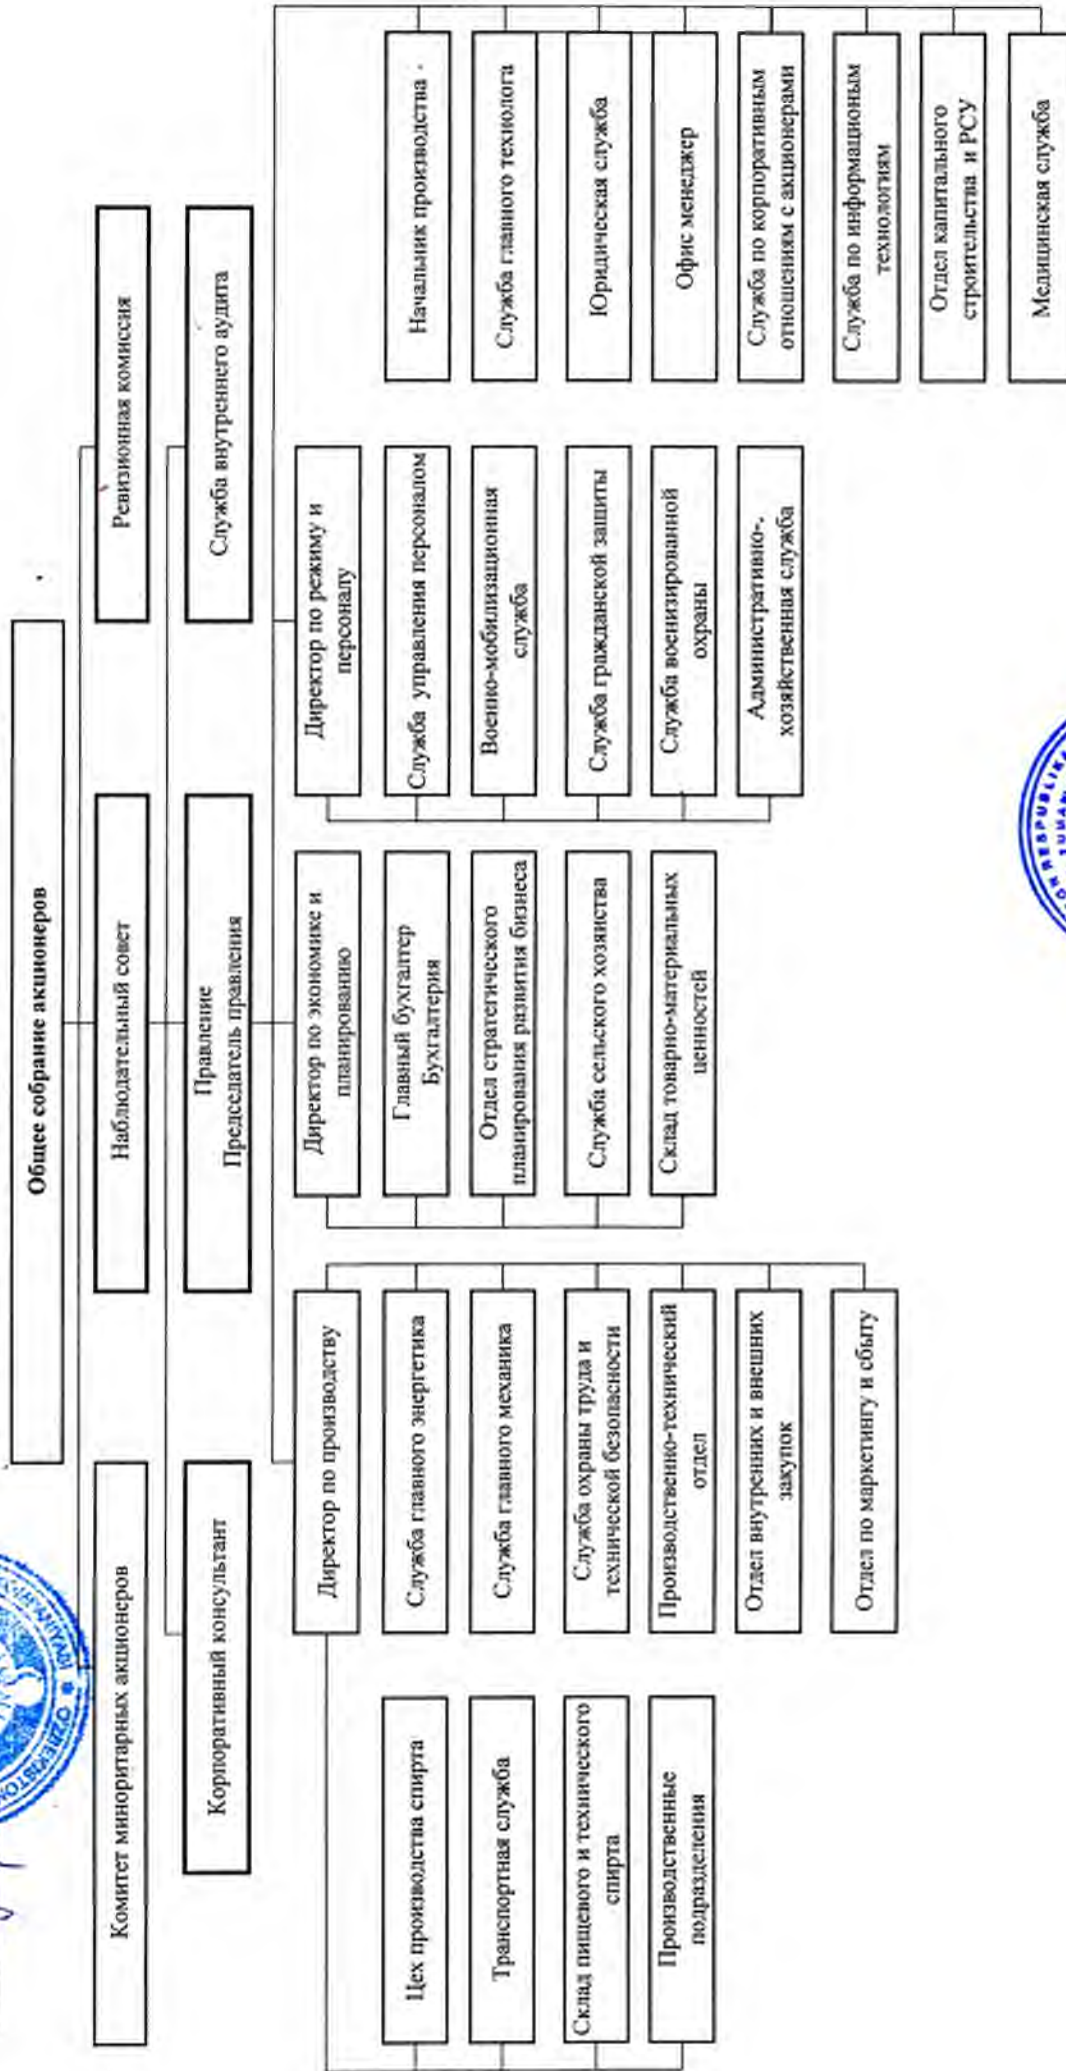 Общее собрание акционеров
Комитет миноритарных акционеров
Наблюдательный совет
Ревизионная комиссия
Корпоративный консультант
Правление
Председатель правления
Служба внутреннего аудита
Директор по производству
Директор по экономике и
планированию
Директор по режиму и
персоналу
Цех производства спирта
Транспортная служба
Склад пищевого и технического
спирта
Производственные
подразделения
Служба главного энергетика
Служба главного механика
Служба охраны труда и
технической безопасности
Производственно-технический
отдел
Отдел внутренних и внешних
закупок
Отдел по маркетингу и сбыту
Главный бухгалтер
Бухгалтерия
Отдел стратегического
планирования развития бизнеса
Служба сельского хозяйства
Склад товарно-материальных
ценностей
Служба управления персоналом
Военно-мобилизационная
служба
Служба гражданской защиты
Служба военизированной
охраны
Административно-.
хозяйственная служба
Начальник производства
Служба главного технолога
Юридическая служба
Офис менеджер
Служба по корпоративным
отношениям с акционерами
Служба по информационым
технологиям
Отдел капитального
строительства и РСУ
Медицинская служба